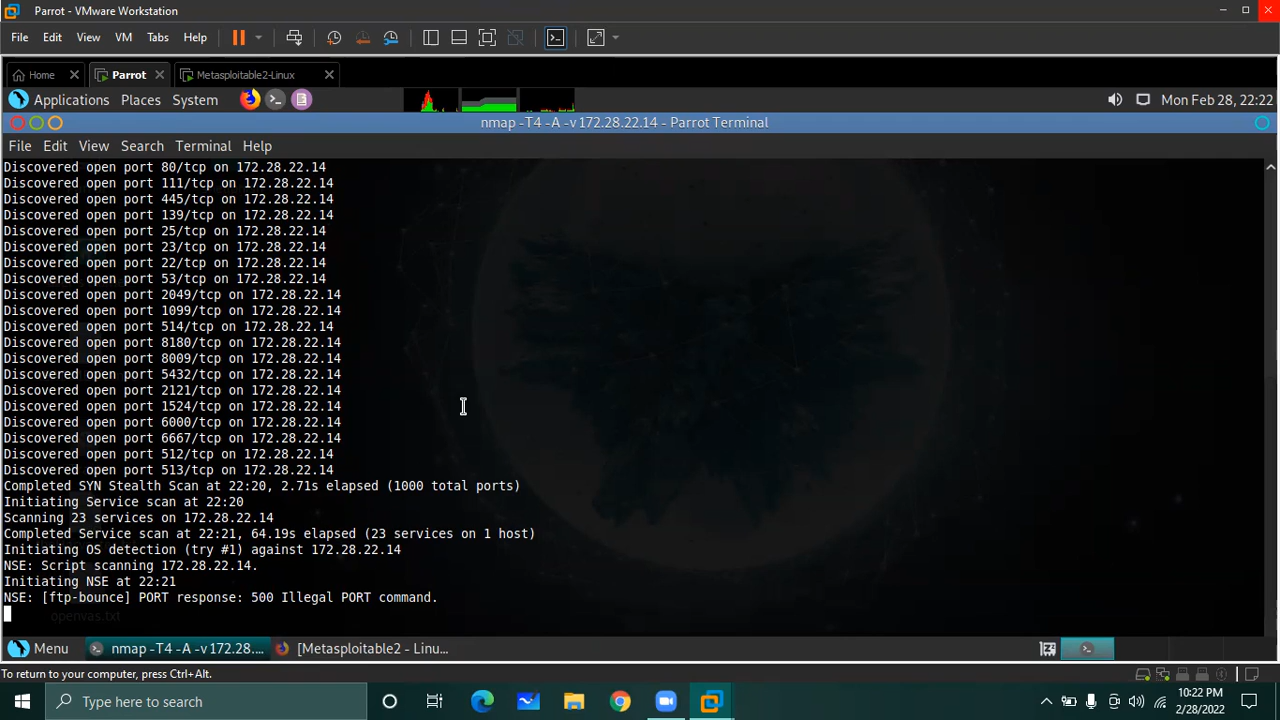 Parrot - VMware Workstation
File Edit View VM Tabs Help
Home Parrot Metasploitable2-Linux
Applications Places System Mon Feb 28, 22:22
nmap -T4 -A -v 172.28.22.14 - Parrot Terminal
File Edit View Search Terminal Help
Discovered open port 80/tcp on 172.28.22.14
Discovered open port 111/tcp on 172.28.22.14
Discovered open port 445/tcp on 172.28.22.14
Discovered open port 139/tcp on 172.28.22.14
Discovered open port 25/tcp on 172.28.22.14
Discovered open port 23/tcp on 172.28.22.14
Discovered open port 22/tcp on 172.28.22.14
Discovered open port 53/tcp on 172.28.22.14
Discovered open port 2049/tcp on 172.28.22.14
Discovered open port 1099/tcp on 172.28.22.14
Discovered open port 514/tcp on 172.28.22.14
Discovered open port 8180/tcp on 172.28.22.14
Discovered open port 8009/tcp on 172.28.22.14
Discovered open port 5432/tcp on 172.28.22.14
Discovered open port 2121/tcp on 172.28.22.14
Discovered open port 1524/tcp on 172.28.22.14
Discovered open port 6000/tcp on 172.28.22.14
Discovered open port 6667/tcp on 172.28.22.14
Discovered open port 512/tcp on 172.28.22.14
Discovered open port 513/tcp on 172.28.22.14
Completed SYN Stealth Scan at 22:20, 2.71s elapsed (1000 total ports)
Initiating Service scan at 22:20
Scanning 23 services on 172.28.22.14
Completed Service scan at 22:21, 64.19s elapsed (23 services on 1 host)
Initiating OS detection (try #1) against 172.28.22.14
NSE: Script scanning 172.28.22.14.
Initiating NSE at 22:21
NSE: [ftp-bounce] PORT response: 500 Illegal PORT command.
openvas.txt
Menu nmap -T4 -A -v 172.28.... [Metasploitable2 - Linu...
To return to your computer, press Ctrl+Alt.
Type here to search
10:22 PM
2/28/2022